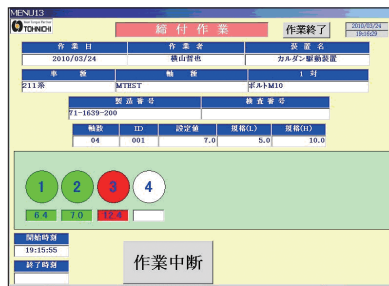 MENU13
TOHNICHI
締付作業
作業終了
2010/03/24
19:16:29
作業日 作業者 装置名
2010/03/24 横山哲也 カルダン駆動装置
車種 軸種 1対
211系 MTEST ボルトM10
製造番号 検査番号
71-1639-200
軸数 ID 設定値 規格(L) 規格(H)
04 001 7.0 5.0 10.0
1 2 3 4
6.4 7.0 12.4
開始時刻
19:15:55
作業中断
終了時刻